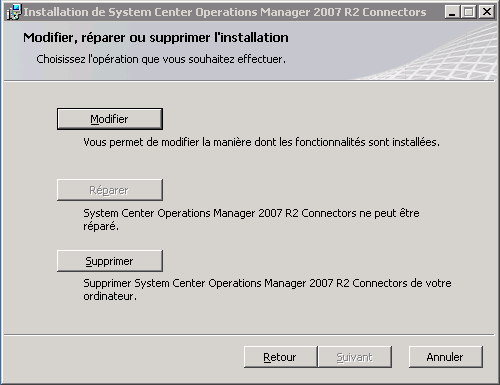 Installation de System Center Operations Manager 2007 R2 Connectors
Modifier, réparer ou supprimer l'installation
Choisissez l'opération que vous souhaitez effectuer.
Modifier
Vous permet de modifier la manière dont les fonctionnalités sont installées.
Réparer
System Center Operations Manager 2007 R2 Connectors ne peut être
réparé.
Supprimer
Supprimer System Center Operations Manager 2007 R2 Connectors de votre
ordinateur.
Retour
Suivant
Annuler